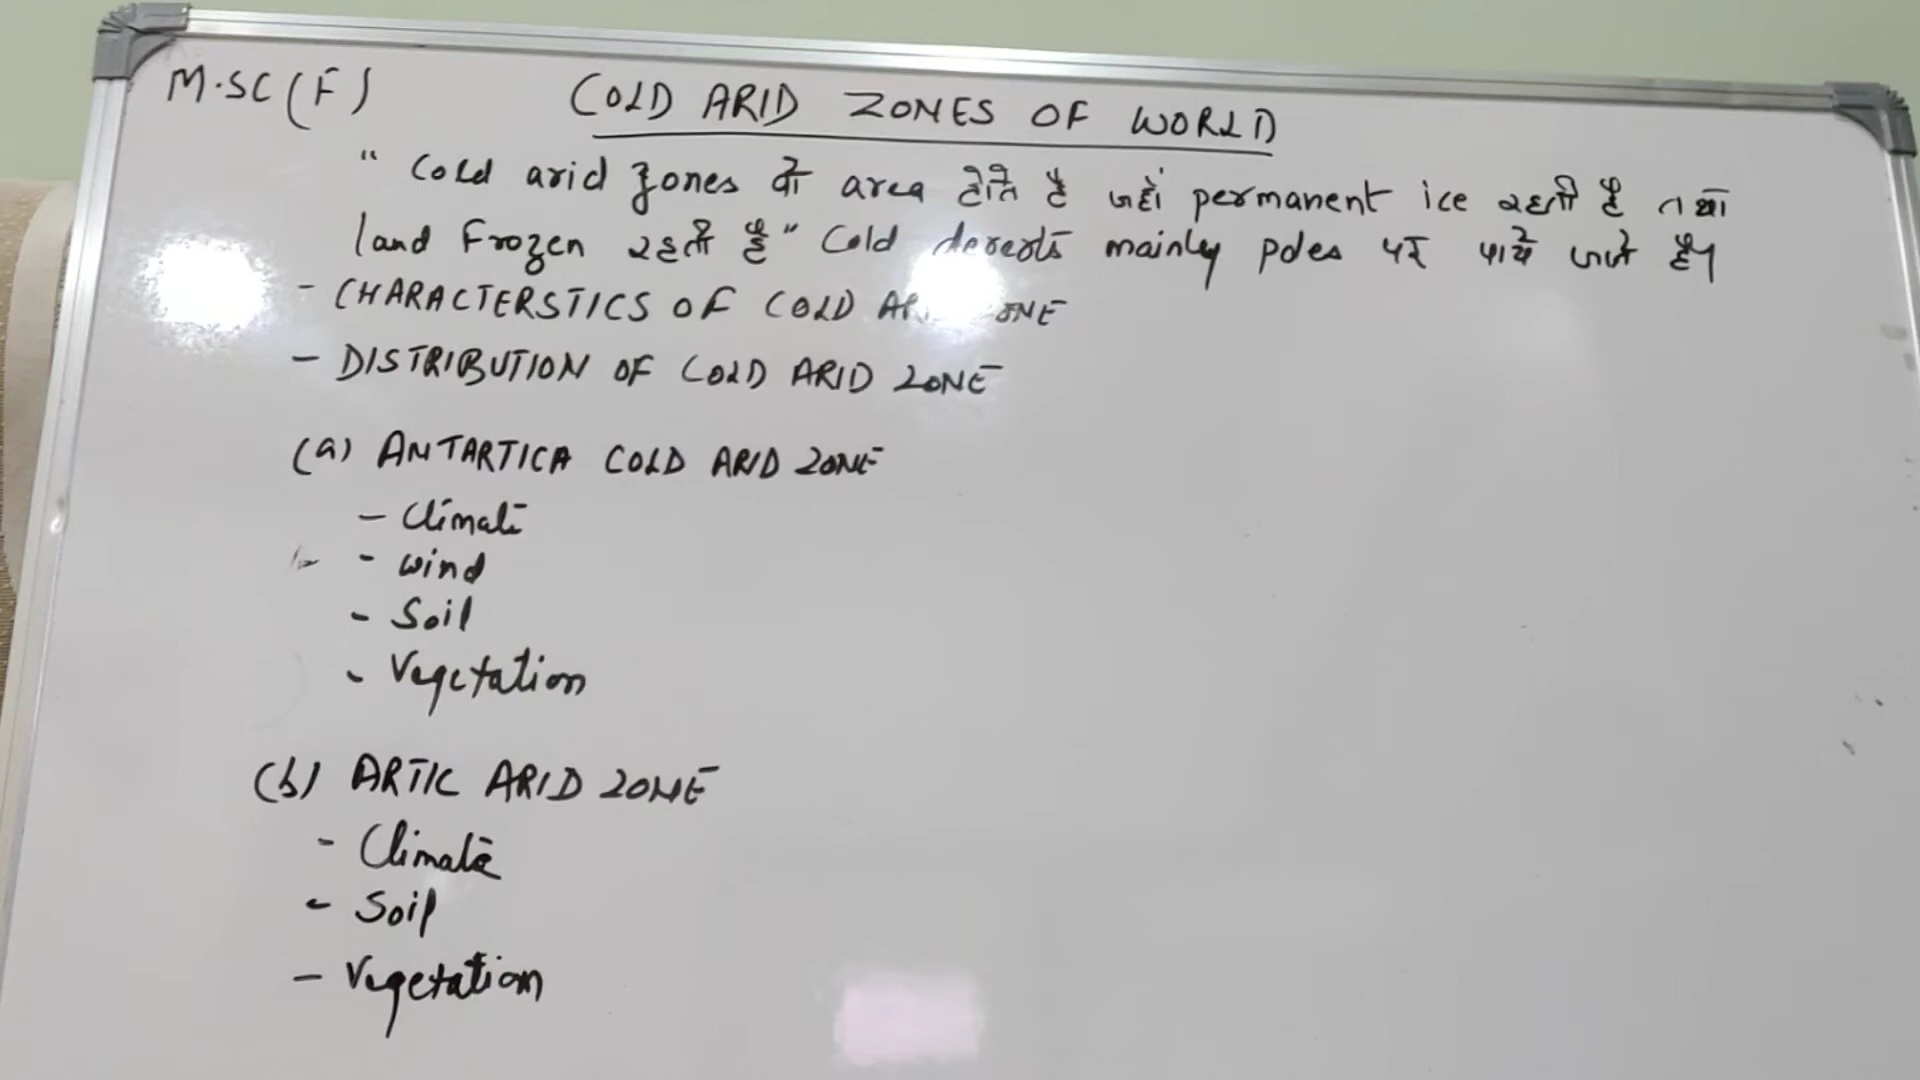 M.SC (F)
COLD ARID ZONES OF WORLD
" Cold arid zones वो area होते है जहाँ permanent ice रहती है तथा
land Frozen रहती है" Cold deserts mainly poles पर पाये जाते है।
- CHARACTERSTICS OF COLD ARID ZONE
- DISTRIBUTION OF COLD ARID ZONE
(a) ANTARTICA COLD ARID ZONE
- Climate
- wind
- Soil
- Vegetation
(b) ARTIC ARID ZONE
- Climate
- Soil
- Vegetation